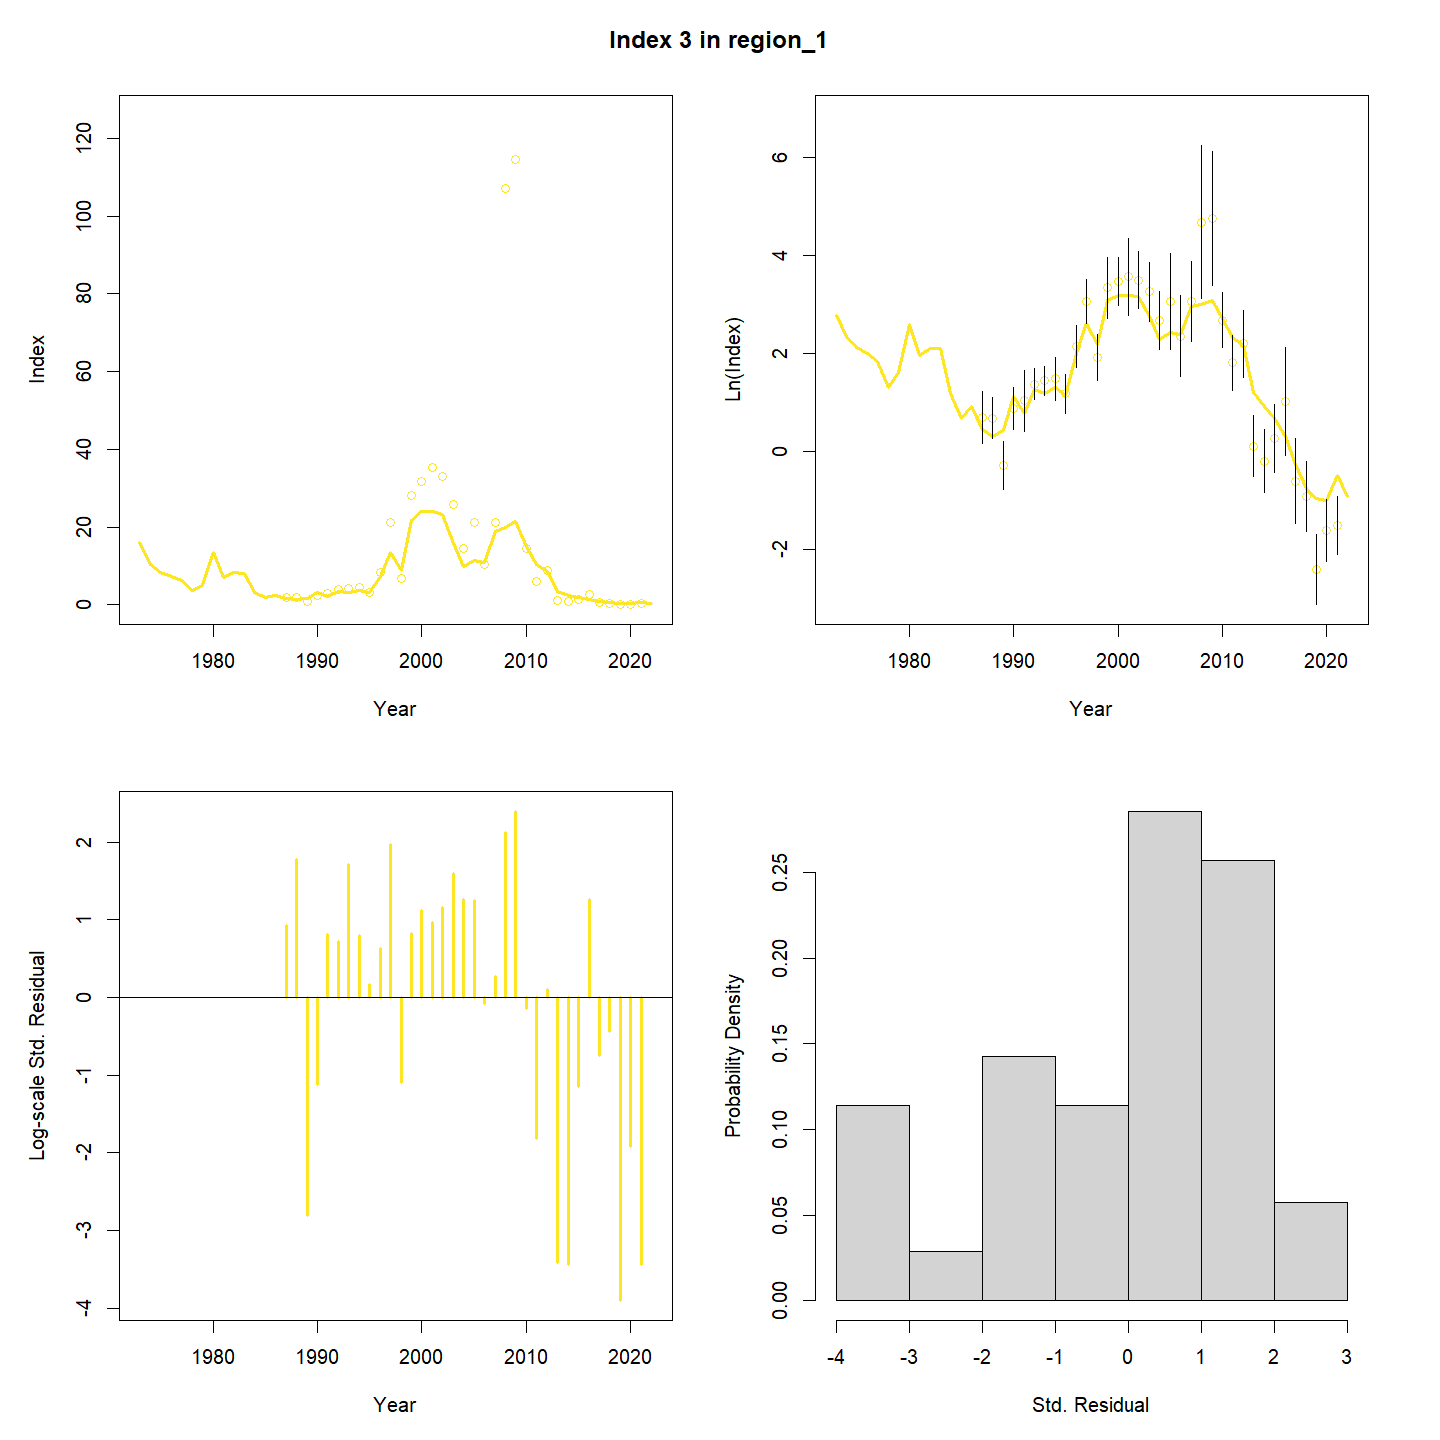 Index 3 in region_1
Index
0 20 40 60 80 100 120
1980 1990 2000 2010 2020
Year
Ln(Index)
-2 0 2 4 6
1980 1990 2000 2010 2020
Year
Log-scale Std. Residual
-4 -3 -2 -1 0 1 2
1980 1990 2000 2010 2020
Year
Probability Density
0.00 0.05 0.10 0.15 0.20 0.25
-4 -3 -2 -1 0 1 2 3
Std. Residual